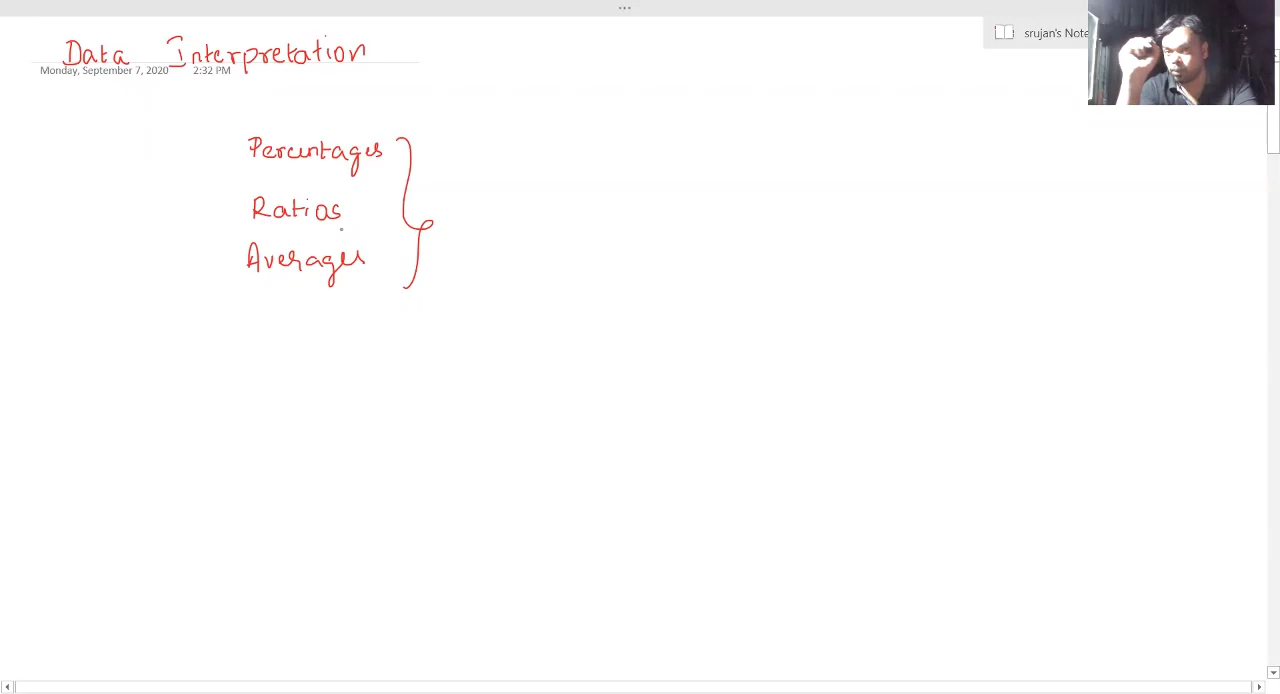 Data Interpretation
Monday, September 7, 2020 2:32 PM
srujan's Note
Percentages
Ratios
Averages